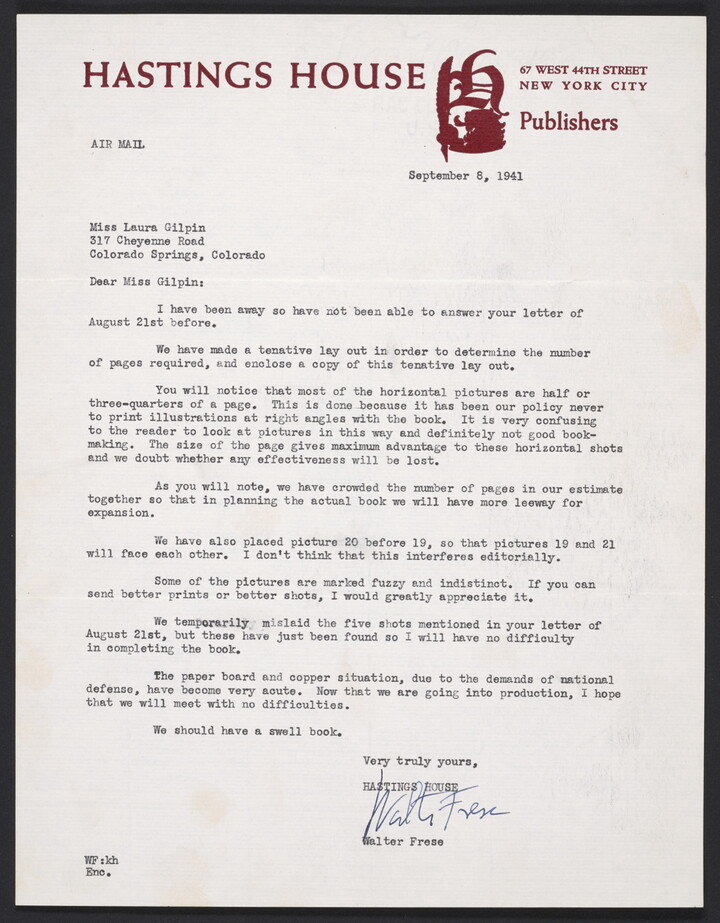 HASTINGS HOUSE
67 WEST 44TH STREET
NEW YORK CITY
Publishers
AIR MAIL
September 8, 1941
Miss Laura Gilpin
317 Cheyenne Road
Colorado Springs, Colorado
Dear Miss Gilpin:
I have been away so have not been able to answer your letter of
August 21st before.
We have made a tenative lay out in order to determine the number
of pages required, and enclose a copy of this tenative lay out.
You will notice that most of the horizontal pictures are half or
three-quarters of a page. This is done because it has been our policy never
to print illustrations at right angles with the book. It is very confusing
to the reader to look at pictures in this way and definitely not good book-
making. The size of the page gives maximum advantage to these horizontal shots
and we doubt whether any effectiveness will be lost.
As you will note, we have crowded the number of pages in our estimate
together so that in planning the actual book we will have more leeway for
expansion.
We have also placed picture 20 before 19, so that pictures 19 and 21
will face each other. I don't think that this interferes editorially.
Some of the pictures are marked fuzzy and indistinct. If you can
send better prints or better shots, I would greatly appreciate it.
We temporarily mislaid the five shots mentioned in your letter of
August 21st, but these have just been found so I will have no difficulty
in completing the book.
The paper board and copper situation, due to the demands of national
defense, have become very acute. Now that we are going into production, I hope
that we will meet with no difficulties.
We should have a swell book.
Very truly yours,
HASTINGS HOUSE
Walter Frese
Walter Frese
WF:kh
Enc.